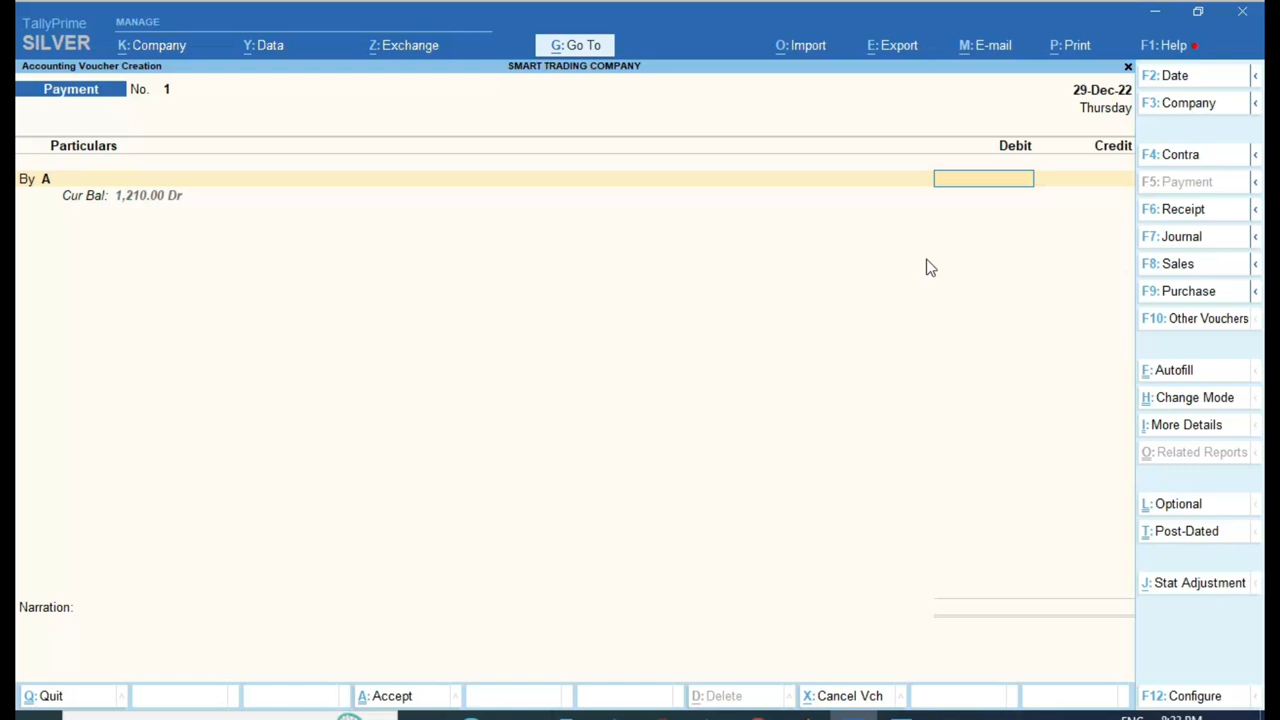 TallyPrime
SILVER
MANAGE
K: Company
Y: Data
Z: Exchange
G: Go To
O: Import
E: Export
M: E-mail
P: Print
F1: Help
Accounting Voucher Creation
SMART TRADING COMPANY
Payment No. 1
29-Dec-22
Thursday
Particulars Debit Credit
By A
Cur Bal: 1,210.00 Dr
Narration:
F2: Date
F3: Company
F4: Contra
F5: Payment
F6: Receipt
F7: Journal
F8: Sales
F9: Purchase
F10: Other Vouchers
F: Autofill
H: Change Mode
I: More Details
O: Related Reports
L: Optional
T: Post-Dated
J: Stat Adjustment
Q: Quit
A: Accept
D: Delete
X: Cancel Vch
F12: Configure